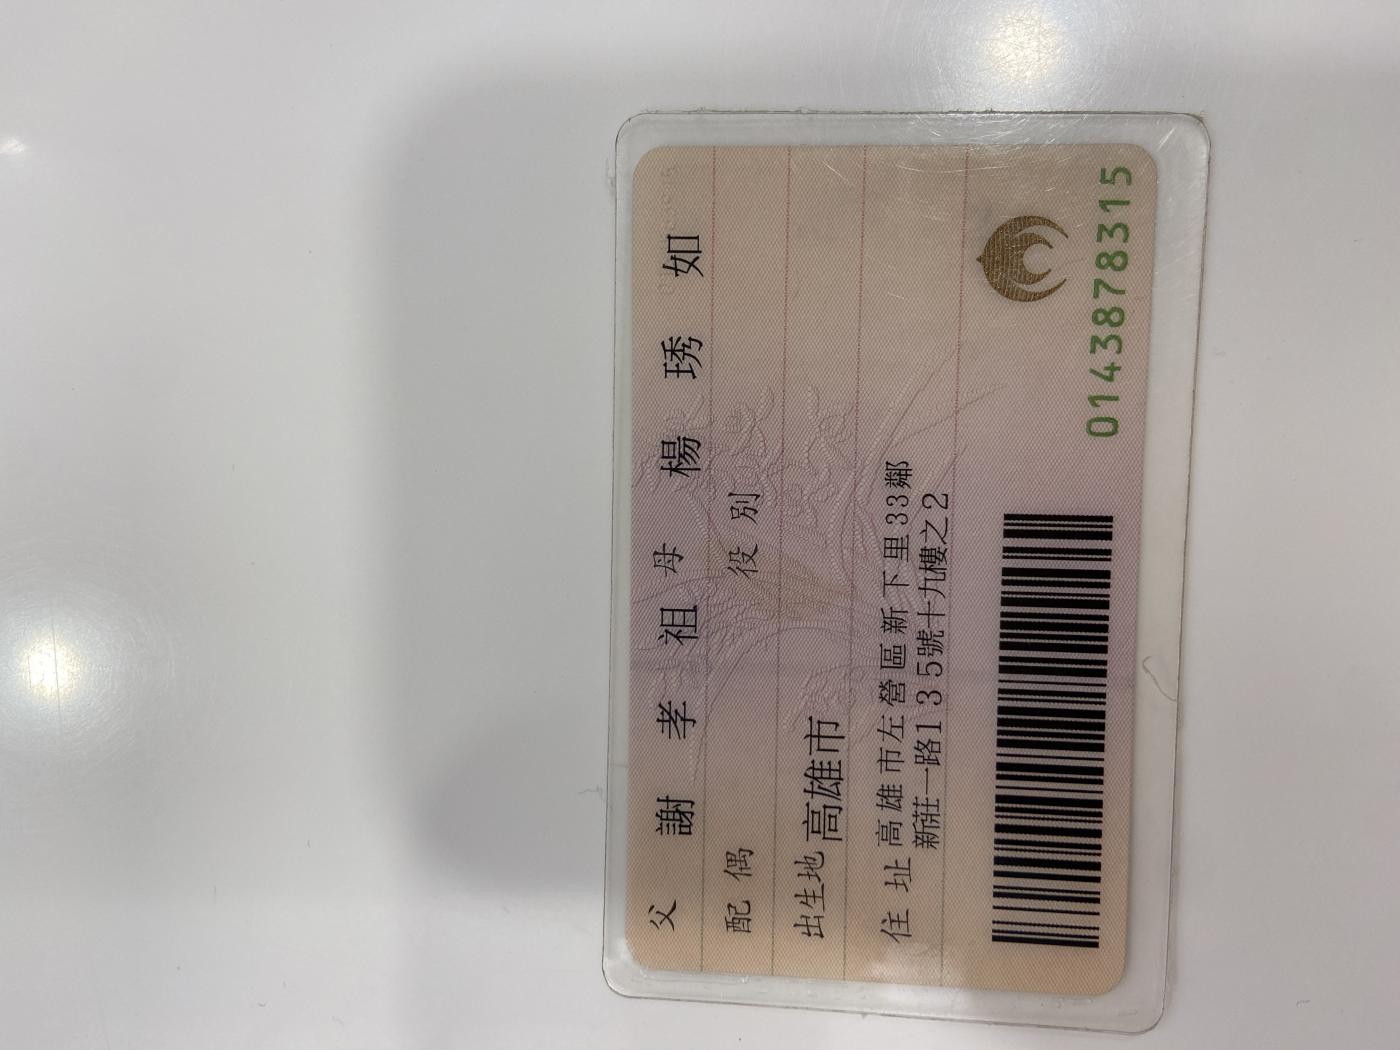 父 謝孝祖 母 楊琇如
配偶 役別
出生地 高雄市
住址 高雄市左營區新下里33鄰
新莊一路135號十九樓之2
0143878315